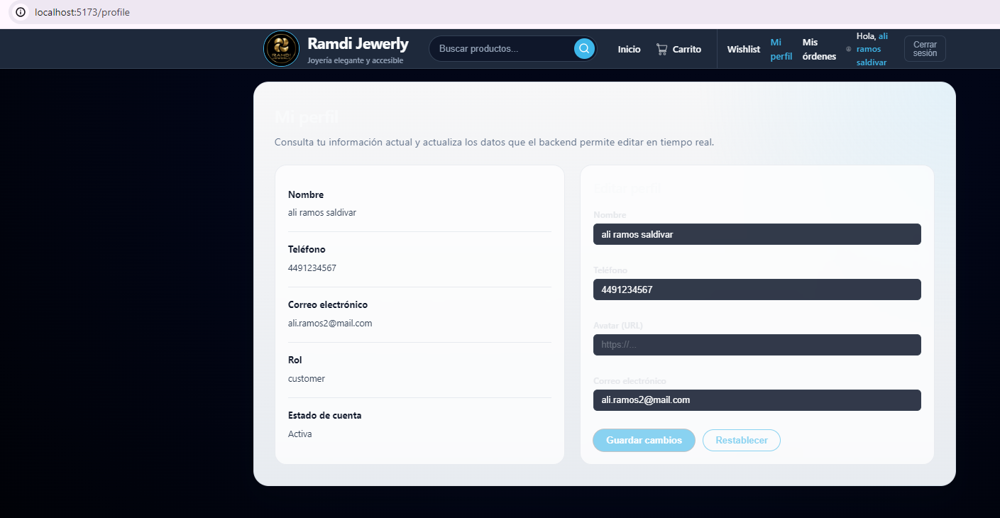 localhost:5173/profile
RAMDI
JEWELRY
Ramdi Jewerly
Joyería elegante y accesible
Buscar productos...
Inicio
Carrito
Wishlist
Mi
perfil
Mis
órdenes
Hola, ali
ramos
saldivar
Cerrar
sesión
Mi perfil
Consulta tu información actual y actualiza los datos que el backend permite editar en tiempo real.
Nombre
ali ramos saldivar
Teléfono
4491234567
Correo electrónico
ali.ramos2@mail.com
Rol
customer
Estado de cuenta
Activa
Editar perfil
Nombre
ali ramos saldivar
Teléfono
4491234567
Avatar (URL)
https://...
Correo electrónico
ali.ramos2@mail.com
Guardar cambios
Restablecer